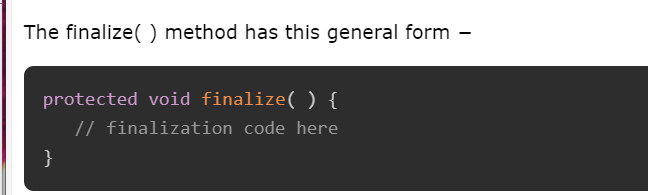 The finalize( ) method has this general form −
protected void finalize( ) {
   // finalization code here
}